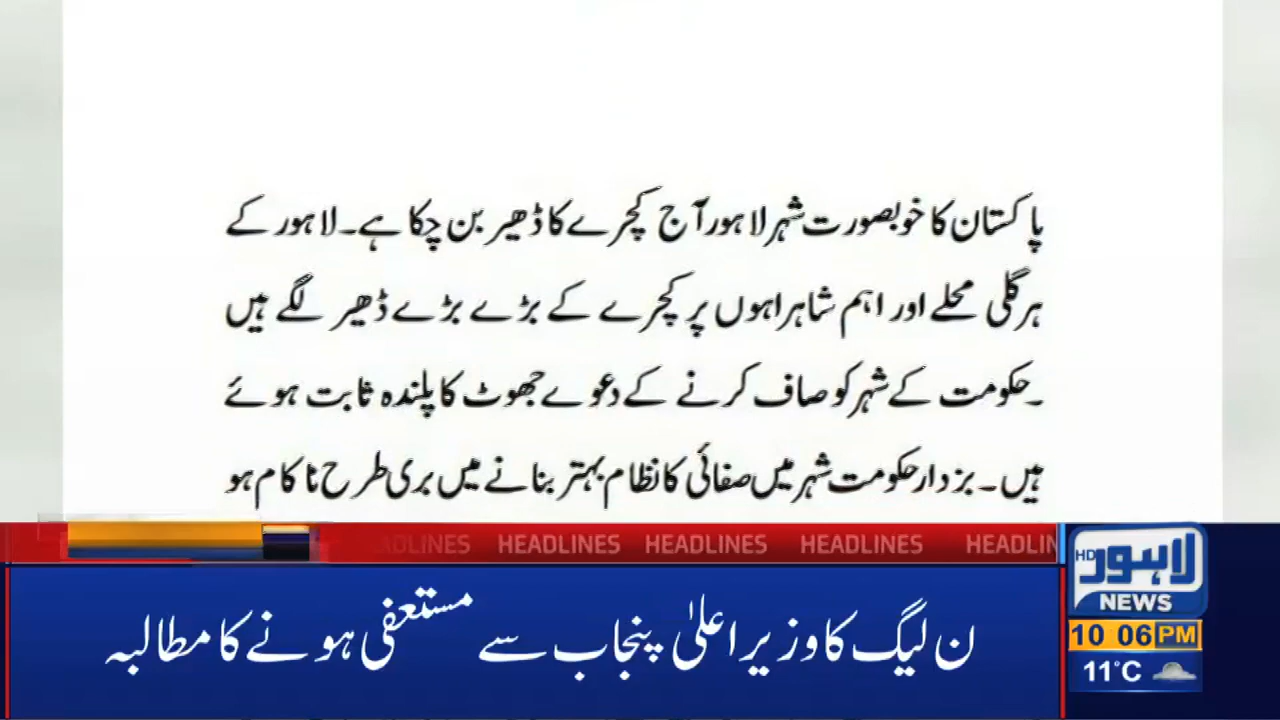 پاکستان کا خوبصورت شہر لاہور آج کچرے کا ڈھیر بن چکا ہے۔ لاہور کے
ہر گلی محلے اور اہم شاہراہوں پر کچرے کے بڑے بڑے ڈھیر لگے ہیں
۔ حکومت کے شہر کو صاف کرنے کے دعوے جھوٹ کا پلندہ ثابت ہوئے
ہیں۔ بزدار حکومت شہر میں صفائی کا نظام بہتر بنانے میں بری طرح ناکام ہو
HEADLINES HEADLINES HEADLINES
HD لاہور
NEWS
ن لیگ کا وزیر اعلیٰ پنجاب سے مستعفی ہونے کا مطالبہ
10 06 PM
11°C